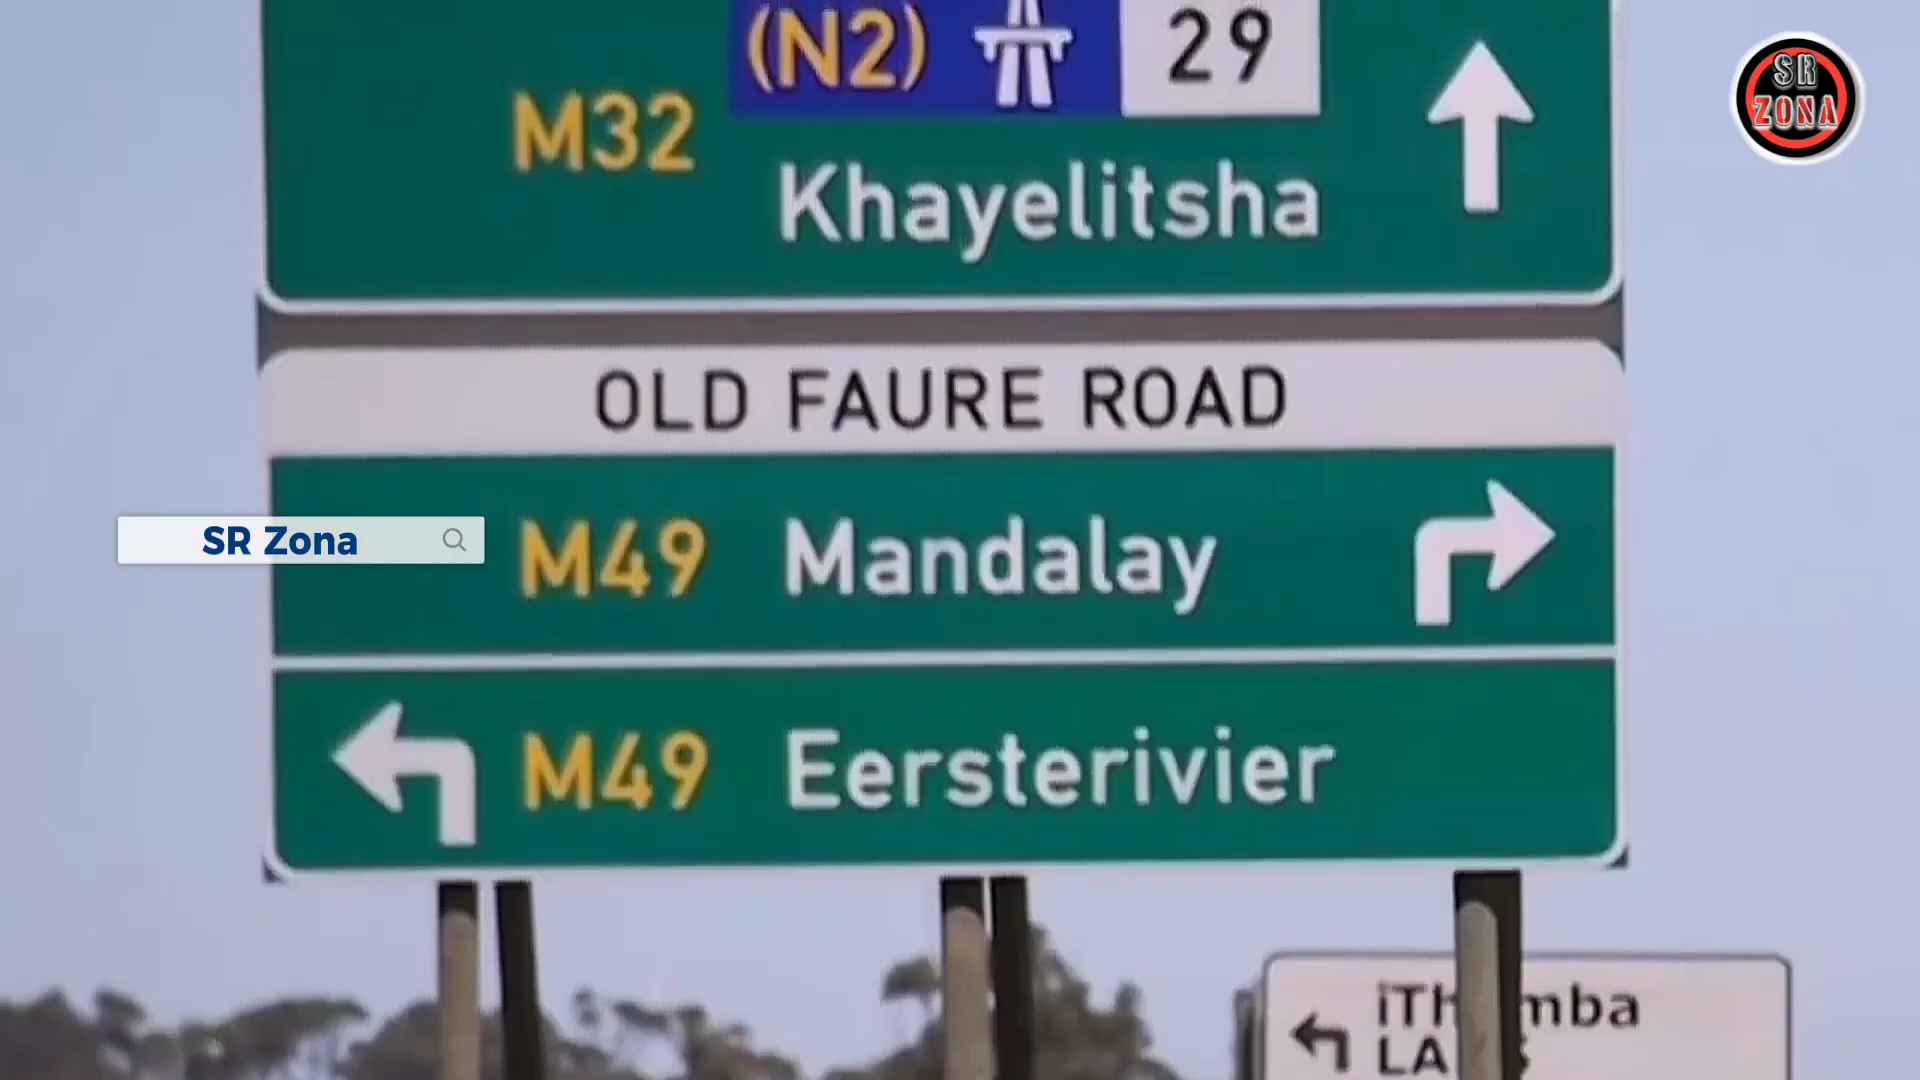 (N2) 29
M32
Khayelitsha
OLD FAURE ROAD
M49 Mandalay
M49 Eersterivier
SR Zona
SR
ZONA